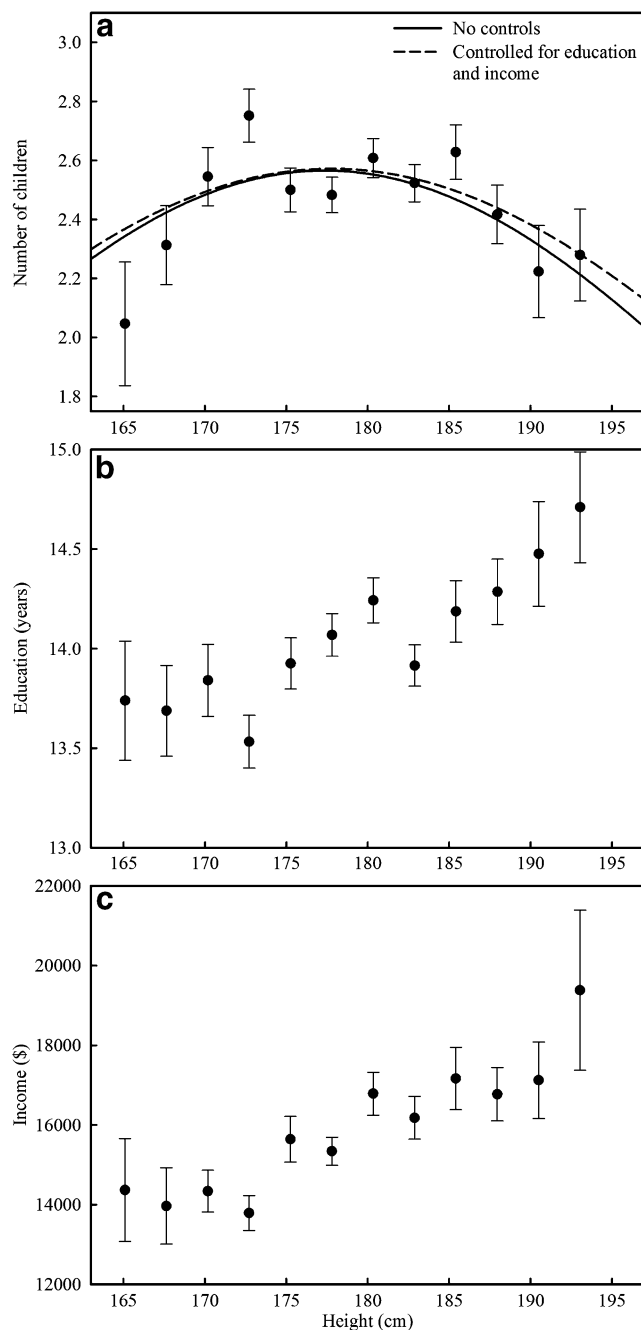 a
No controls
Controlled for education
and income
Number of children
3.0
2.8
2.6
2.4
2.2
2.0
1.8
165 170 175 180 185 190 195
b
Education (years)
15.0
14.5
14.0
13.5
13.0
165 170 175 180 185 190 195
c
Income ($)
22000
20000
18000
16000
14000
12000
165 170 175 180 185 190 195
Height (cm)